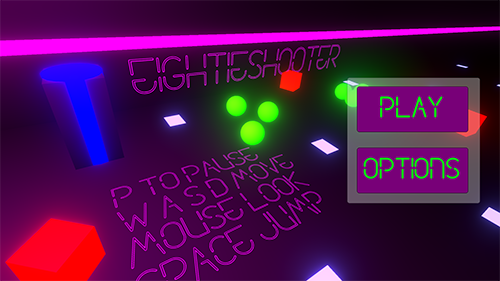 EIGHTIESHOOTER
PLAY
OPTIONS
P TO PAUSE
W A S D MOVE
MOUSE LOOK
SPACE JUMP